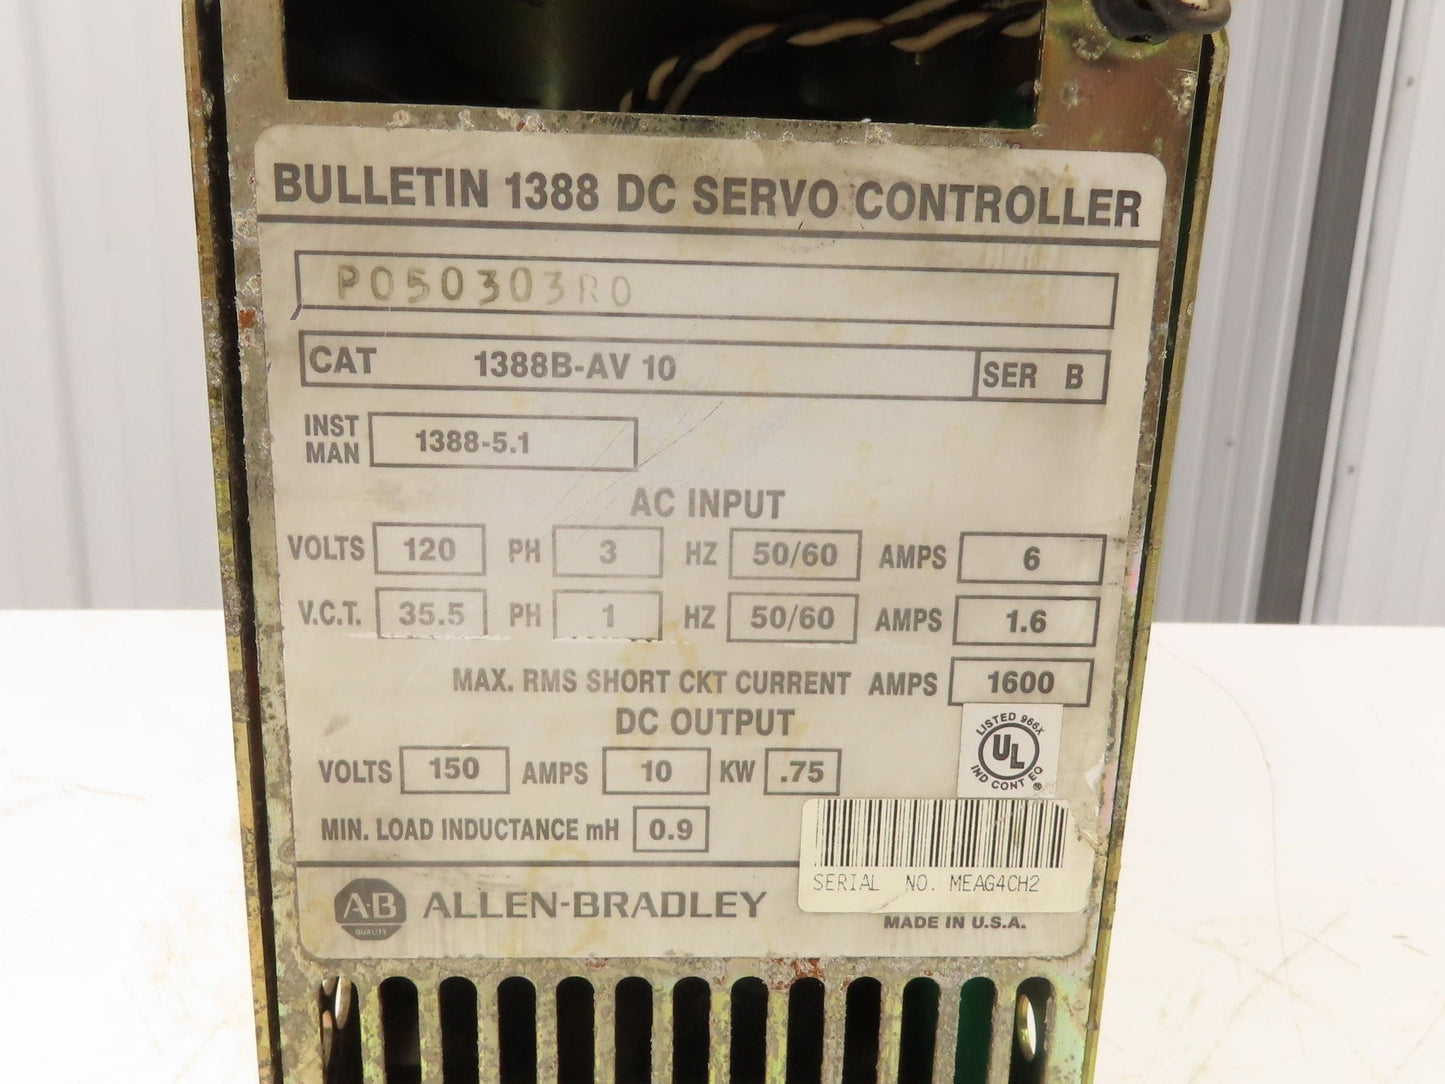 BULLETIN 1388 DC SERVO CONTROLLER
P050303R0
CAT 1388B-AV 10 SER B
INST MAN 1388-5.1
AC INPUT
VOLTS 120 PH 3 HZ 50/60 AMPS 6
V.C.T. 35.5 PH 1 HZ 50/60 AMPS 1.6
MAX. RMS SHORT CKT CURRENT AMPS 1600
DC OUTPUT
VOLTS 150 AMPS 10 KW .75
LISTED 966X
UL
IND CONT EQ
®
MIN. LOAD INDUCTANCE mH 0.9
SERIAL NO. MEAG4CH2
A-B
QUALITY
ALLEN-BRADLEY
MADE IN U.S.A.